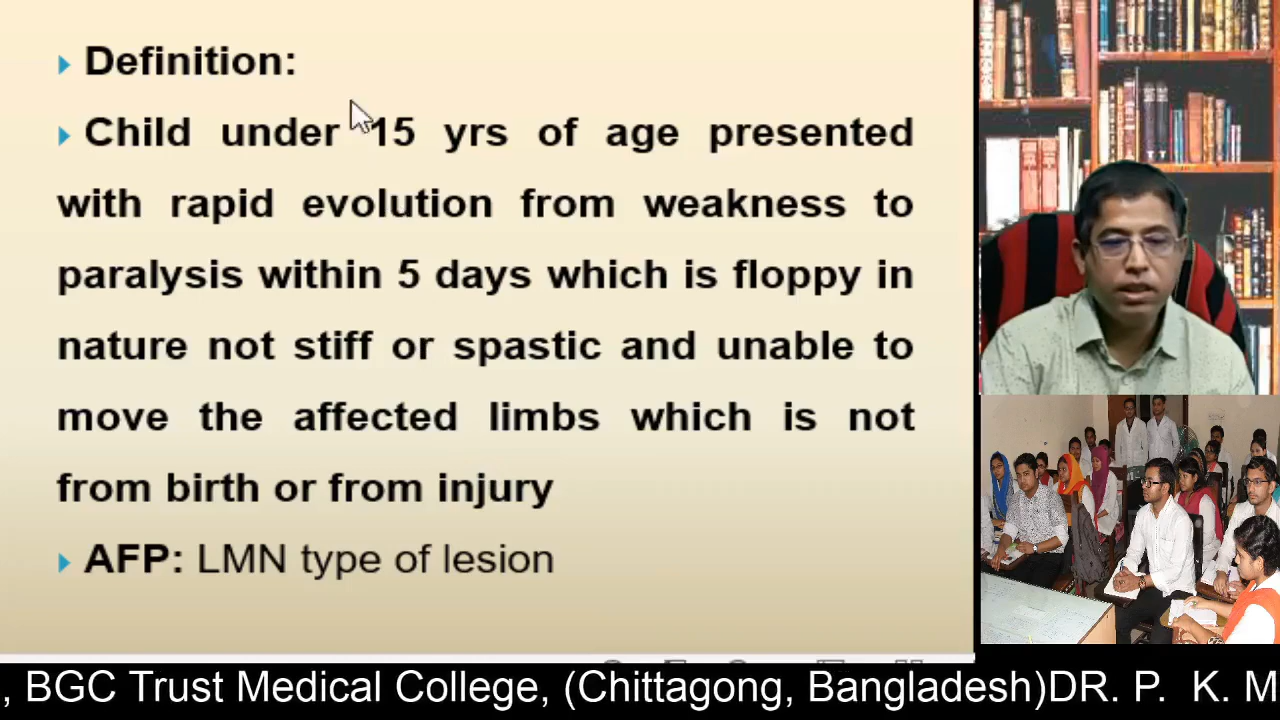 Definition:
Child under 15 yrs of age presented
with rapid evolution from weakness to
paralysis within 5 days which is floppy in
nature not stiff or spastic and unable to
move the affected limbs which is not
from birth or from injury
AFP: LMN type of lesion
, BGC Trust Medical College, (Chittagong, Bangladesh)DR. P. K. M